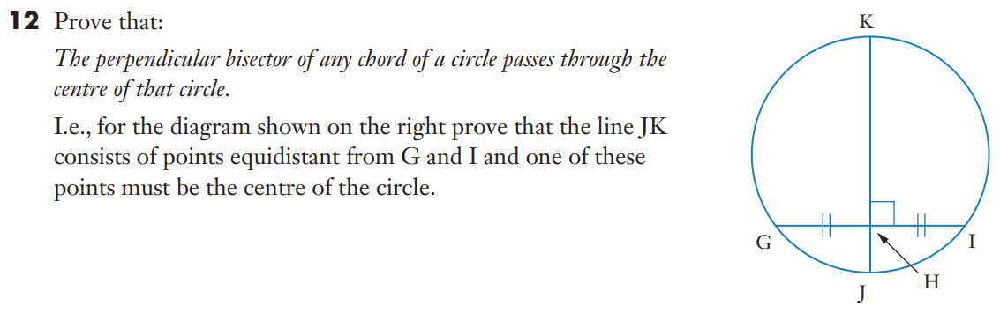 12 Prove that:
The perpendicular bisector of any chord of a circle passes through the
centre of that circle.
I.e., for the diagram shown on the right prove that the line JK
consists of points equidistant from G and I and one of these
points must be the centre of the circle.
K
G
I
H
J